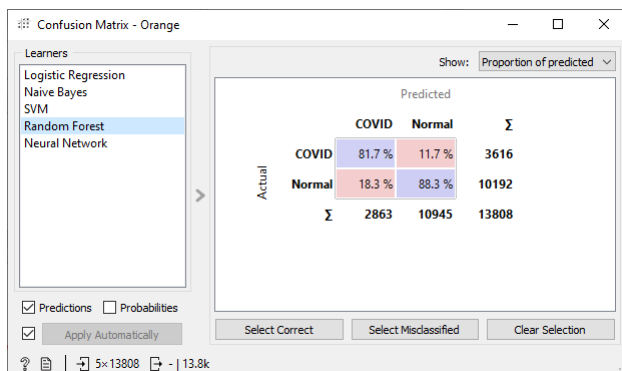 Confusion Matrix - Orange
Learners
Logistic Regression
Naive Bayes
SVM
Random Forest
Neural Network
Predictions Probabilities
Apply Automatically
Show: Proportion of predicted
Predicted
COVID Normal Σ
Actual
COVID 81.7 % 11.7 % 3616
Normal 18.3 % 88.3 % 10192
Σ 2863 10945 13808
Select Correct Select Misclassified Clear Selection
? 5×13808 - | 13.8k